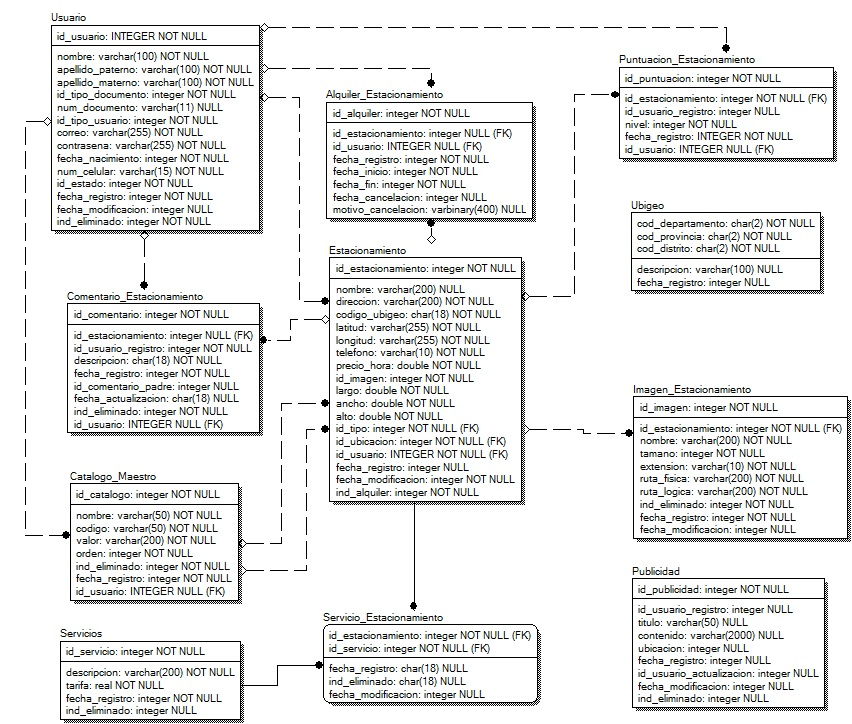 Usuario
id_usuario: INTEGER NOT NULL
nombre: varchar(100) NOT NULL
apellido_paterno: varchar(100) NOT NULL
apellido_materno: varchar(100) NOT NULL
id_tipo_documento: integer NOT NULL
num_documento: varchar(11) NOT NULL
id_tipo_usuario: integer NOT NULL
correo: varchar(255) NOT NULL
contrasena: varchar(255) NOT NULL
fecha_nacimiento: integer NOT NULL
num_celular: varchar(15) NOT NULL
id_estado: integer NOT NULL
fecha_registro: integer NOT NULL
fecha_modificacion: integer NOT NULL
ind_eliminado: integer NOT NULL
Alquiler_Estacionamiento
id_alquiler: integer NOT NULL
id_estacionamiento: integer NULL (FK)
id_usuario: INTEGER NULL (FK)
fecha_registro: integer NOT NULL
fecha_inicio: integer NOT NULL
fecha_fin: integer NOT NULL
fecha_cancelacion: integer NOT NULL
motivo_cancelacion: varbinary(400) NULL
Puntuacion_Estacionamiento
id_puntuacion: integer NOT NULL
id_estacionamiento: integer NOT NULL (FK)
id_usuario_registro: integer NULL
nivel: integer NOT NULL
fecha_registro: INTEGER NOT NULL
id_usuario: INTEGER NULL (FK)
Ubigeo
cod_departamento: char(2) NOT NULL
cod_provincia: char(2) NOT NULL
cod_distrito: char(2) NOT NULL
descripcion: varchar(100) NULL
fecha_registro: integer NULL
Estacionamiento
id_estacionamiento: integer NOT NULL
nombre: varchar(200) NULL
direccion: varchar(200) NOT NULL
codigo_ubigeo: char(18) NOT NULL
latitud: varchar(255) NOT NULL
longitud: varchar(255) NOT NULL
telefono: varchar(10) NOT NULL
precio_hora: double NOT NULL
id_imagen: integer NOT NULL
largo: double NOT NULL
ancho: double NOT NULL
alto: double NOT NULL
id_tipo: integer NOT NULL (FK)
id_ubicacion: integer NOT NULL (FK)
id_usuario: INTEGER NOT NULL (FK)
fecha_registro: integer NOT NULL
fecha_modificacion: integer NOT NULL
ind_alquiler: integer NOT NULL
Comentario_Estacionamiento
id_comentario: integer NOT NULL
id_estacionamiento: integer NULL (FK)
id_usuario_registro: integer NOT NULL
descripcion: char(18) NOT NULL
fecha_registro: integer NOT NULL
id_comentario_padre: integer NULL
fecha_actualizacion: char(18) NULL
ind_eliminado: integer NOT NULL
id_usuario: INTEGER NULL (FK)
Imagen_Estacionamiento
id_imagen: integer NOT NULL
id_estacionamiento: integer NOT NULL (FK)
nombre: varchar(200) NOT NULL
tamano: integer NOT NULL
extension: varchar(10) NOT NULL
ruta_fisica: varchar(200) NOT NULL
ruta_logica: varchar(200) NOT NULL
ind_eliminado: integer NOT NULL
fecha_registro: integer NOT NULL
fecha_modificacion: integer NULL
Catalogo_Maestro
id_catalogo: integer NOT NULL
nombre: varchar(50) NOT NULL
codigo: varchar(50) NOT NULL
valor: varchar(200) NOT NULL
orden: integer NOT NULL
ind_eliminado: integer NOT NULL
fecha_registro: integer NOT NULL
id_usuario: INTEGER NULL (FK)
Publicidad
id_publicidad: integer NOT NULL
id_usuario_registro: integer NULL
titulo: varchar(50) NULL
contenido: varchar(2000) NULL
ubicacion: integer NULL
fecha_registro: integer NULL
id_usuario_actualizacion: integer NULL
fecha_modificacion: integer NULL
ind_eliminado: integer NULL
Servicios
id_servicio: integer NOT NULL
descripcion: varchar(200) NOT NULL
tarifa: real NOT NULL
fecha_registro: integer NOT NULL
ind_eliminado: integer NOT NULL
Servicio_Estacionamiento
id_estacionamiento: integer NOT NULL (FK)
id_servicio: integer NOT NULL (FK)
fecha_registro: char(18) NULL
ind_eliminado: char(18) NULL
fecha_modificacion: integer NULL